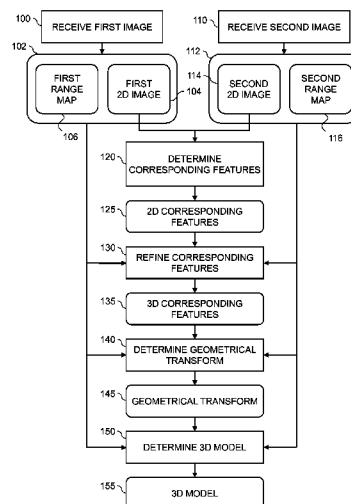 100
RECEIVE FIRST IMAGE
110
RECEIVE SECOND IMAGE
102
FIRST
RANGE
MAP
FIRST
2D IMAGE
104
106
112
114
SECOND
2D IMAGE
SECOND
RANGE
MAP
116
120
DETERMINE
CORRESPONDING
FEATURES
125
2D CORRESPONDING
FEATURES
130
REFINE CORRESPONDING
FEATURES
135
3D CORRESPONDING
FEATURES
140
DETERMINE GEOMETRICAL
TRANSFORM
145
GEOMETRICAL TRANSFORM
150
DETERMINE 3D MODEL
155
3D MODEL